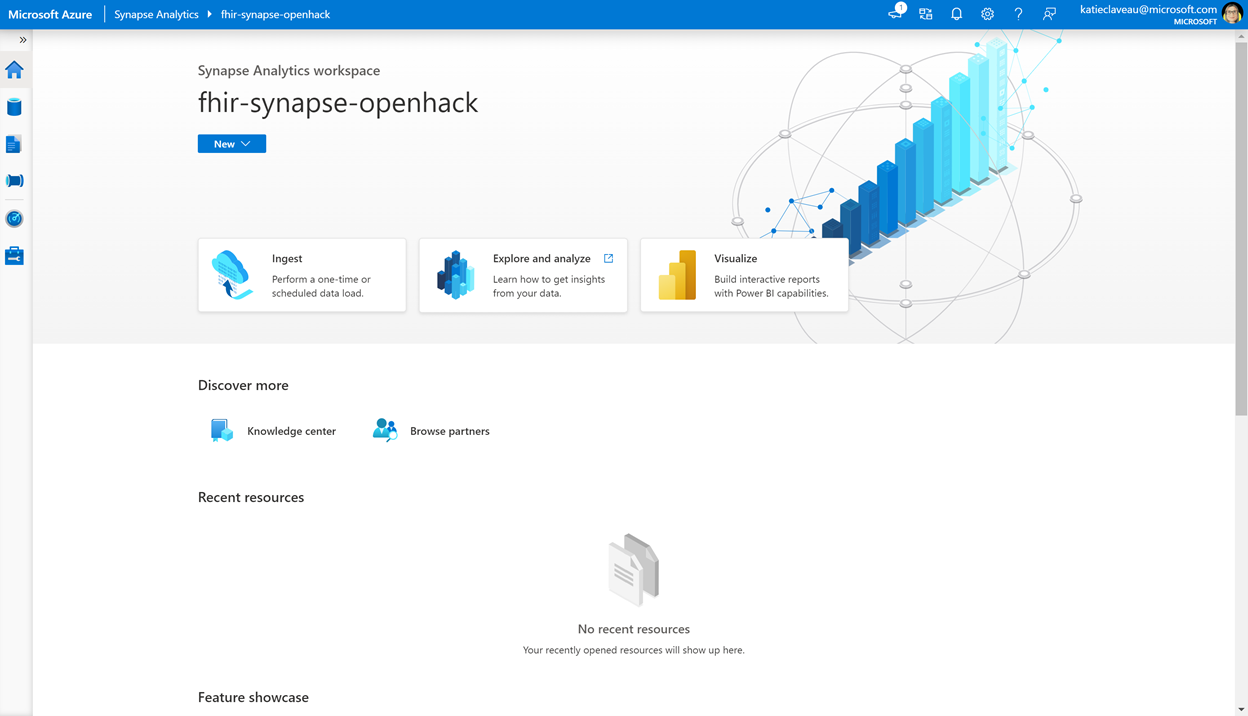 Microsoft Azure
Synapse Analytics
fhir-synapse-openhack
1
?
katieclaveau@microsoft.com
MICROSOFT
»
Synapse Analytics workspace
fhir-synapse-openhack
New
Ingest
Perform a one-time or
scheduled data load.
Explore and analyze
Learn how to get insights
from your data.
Visualize
Build interactive reports
with Power BI capabilities.
Discover more
Knowledge center
Browse partners
Recent resources
No recent resources
Your recently opened resources will show up here.
Feature showcase